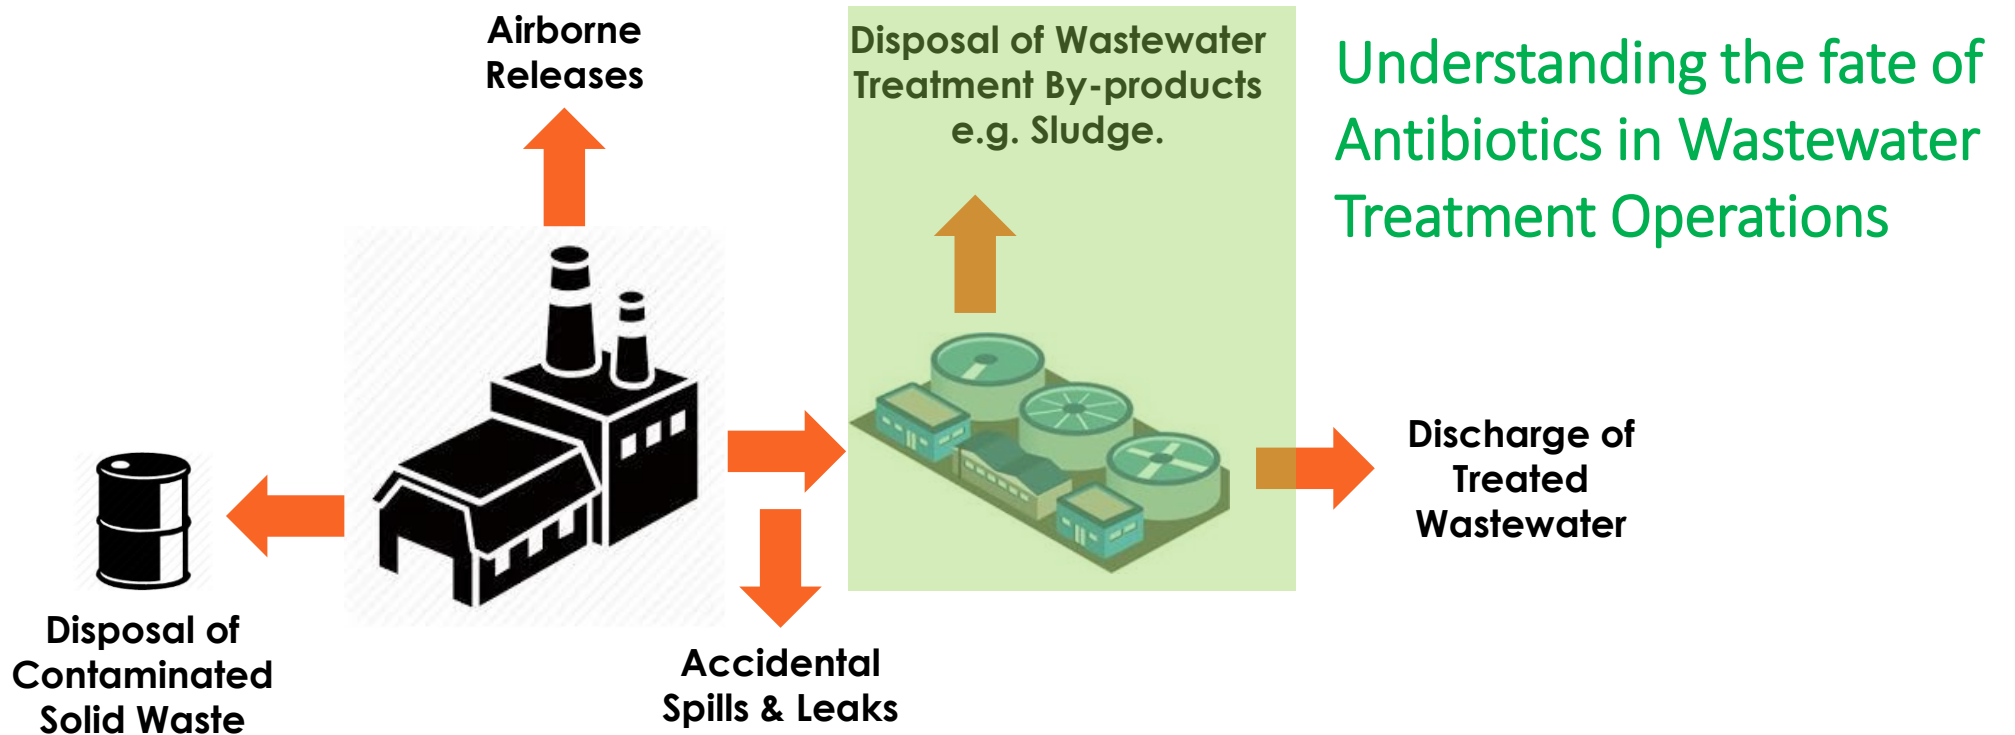 Airborne
Releases
Disposal of Wastewater
Treatment By-products
e.g. Sludge.
Understanding the fate of
Antibiotics in Wastewater
Treatment Operations
Discharge of
Treated
Wastewater
Disposal of
Contaminated
Solid Waste
Accidental
Spills & Leaks